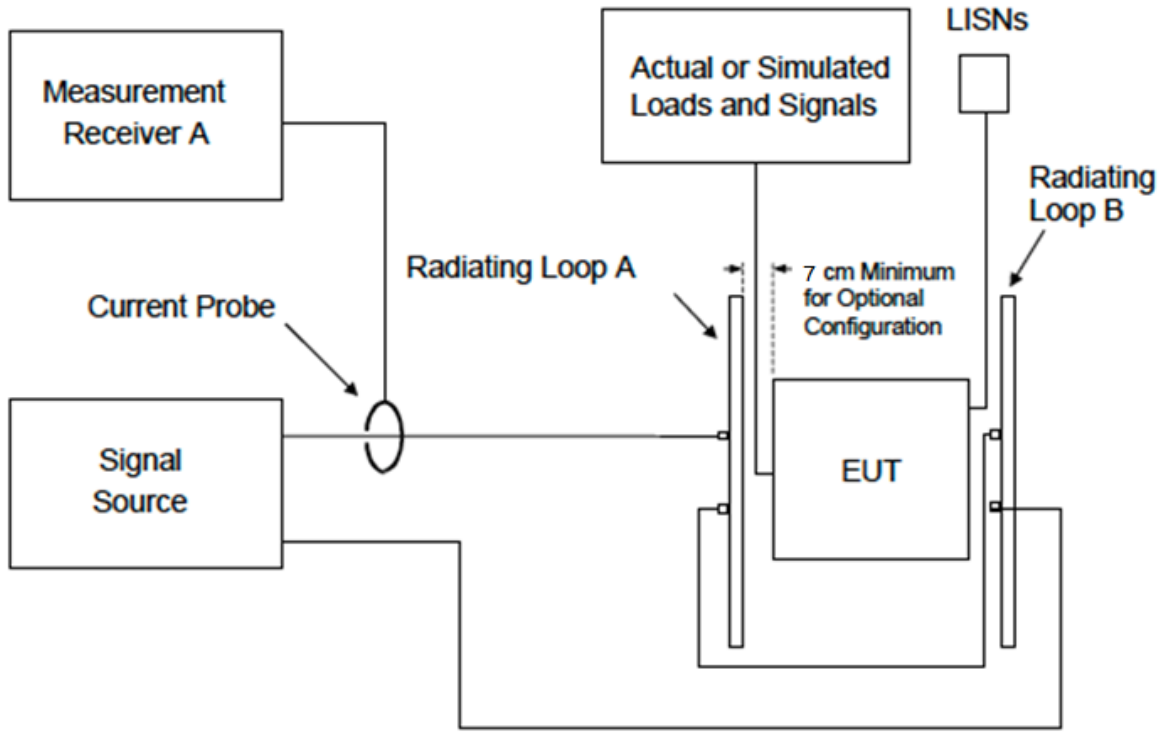 LISNs
Measurement
Receiver A
Actual or Simulated
Loads and Signals
Radiating
Loop B
Radiating Loop A
7 cm Minimum
for Optional
Configuration
Current Probe
Signal
Source
EUT